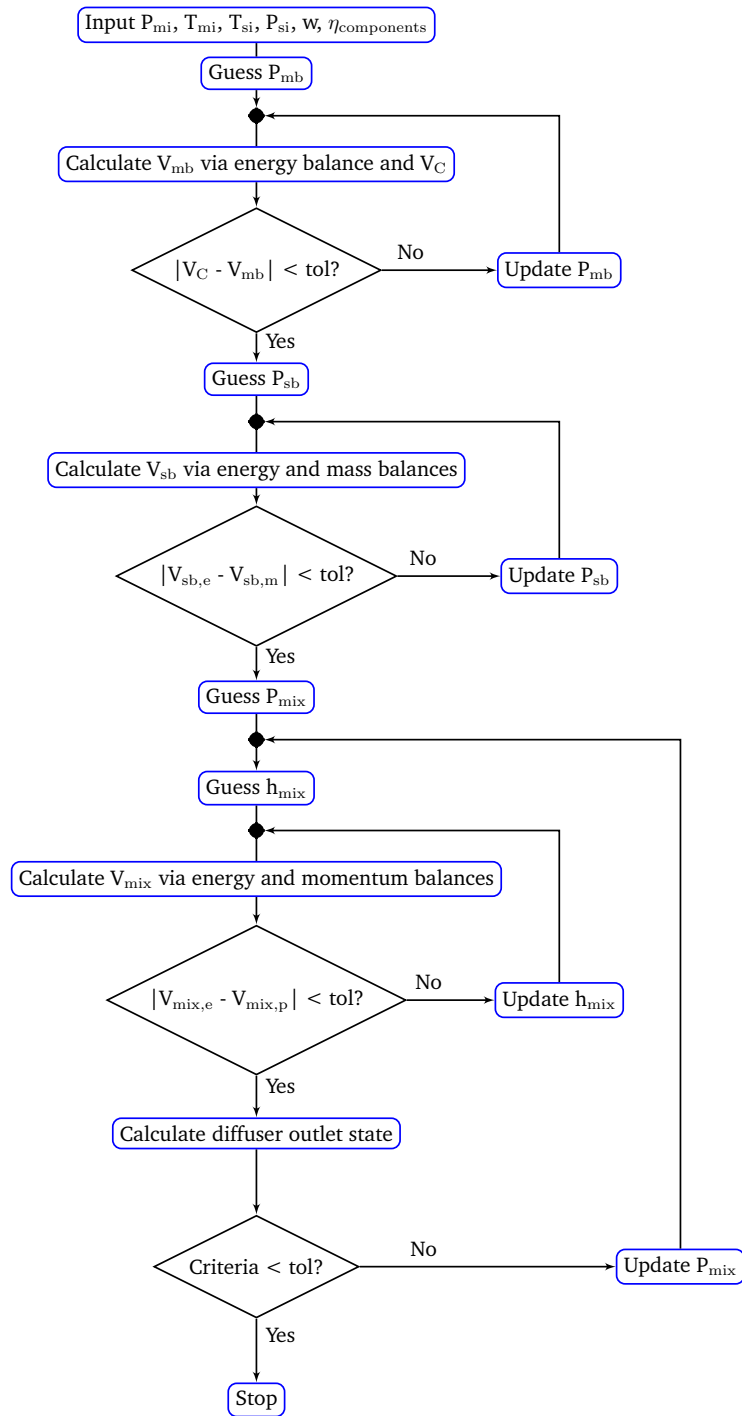 Input P_mi, T_mi, T_si, P_si, w, η_components
Guess P_mb
Calculate V_mb via energy balance and V_C
|V_C - V_mb| < tol?
No
Update P_mb
Yes
Guess P_sb
Calculate V_sb via energy and mass balances
|V_sb,e - V_sb,m| < tol?
No
Update P_sb
Yes
Guess P_mix
Guess h_mix
Calculate V_mix via energy and momentum balances
|V_mix,e - V_mix,p| < tol?
No
Update h_mix
Yes
Calculate diffuser outlet state
Criteria < tol?
No
Update P_mix
Yes
Stop